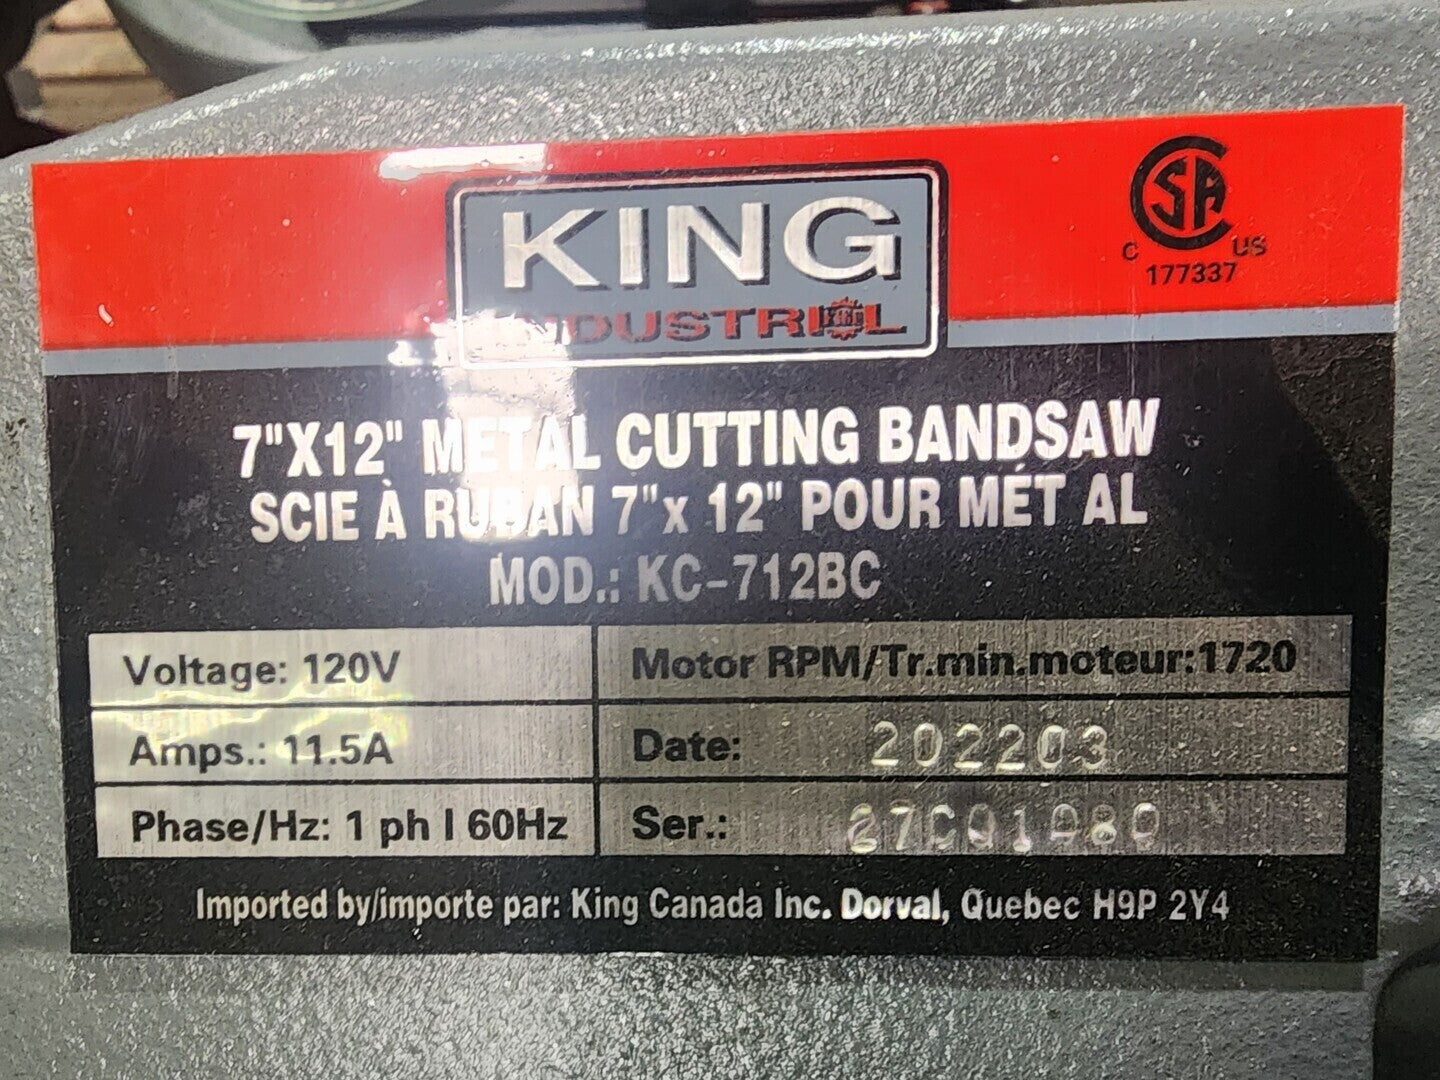 KING
INDUSTRIAL
CSA
C US
177337
7"X12" METAL CUTTING BANDSAW
SCIE À RUBAN 7"x 12" POUR MÉT AL
MOD.: KC-712BC
Voltage: 120V
Motor RPM/Tr.min.moteur:1720
Amps.: 11.5A
Date: 202203
Phase/Hz: 1 ph I 60Hz
Ser.:
Imported by/importe par: King Canada Inc. Dorval, Quebec H9P 2Y4